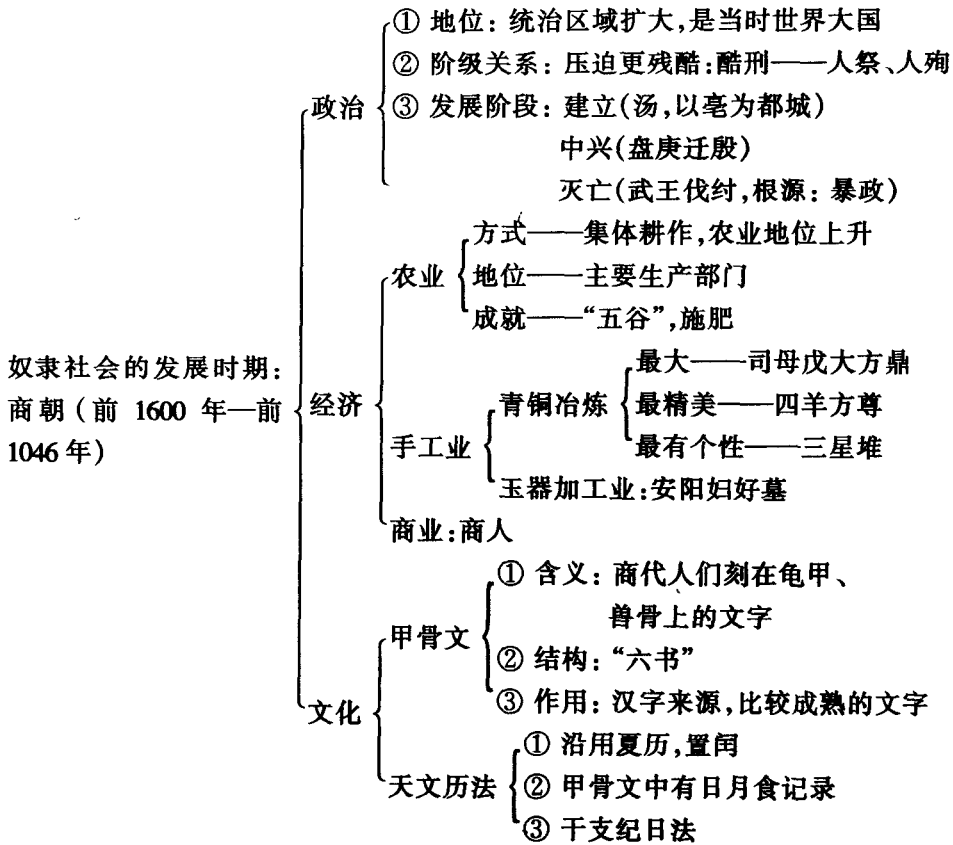 ① 地位：统治区域扩大，是当时世界大国
② 阶级关系：压迫更残酷：酷刑——人祭、人殉
政治
③ 发展阶段：建立(汤，以亳为都城)
中兴(盘庚迁殷)
灭亡(武王伐纣，根源：暴政)
方式——集体耕作，农业地位上升
农业
地位——主要生产部门
成就——“五谷”，施肥
奴隶社会的发展时期：
商朝(前 1600 年—前
1046年)
经济
最大——司母戊大方鼎
青铜冶炼
最精美——四羊方尊
最有个性——三星堆
手工业
玉器加工业：安阳妇好墓
商业：商人
① 含义：商代人们刻在龟甲、
兽骨上的文字
甲骨文
② 结构：“六书”
③ 作用：汉字来源，比较成熟的文字
文化
① 沿用夏历，置闰
天文历法
② 甲骨文中有日月食记录
③ 干支纪日法